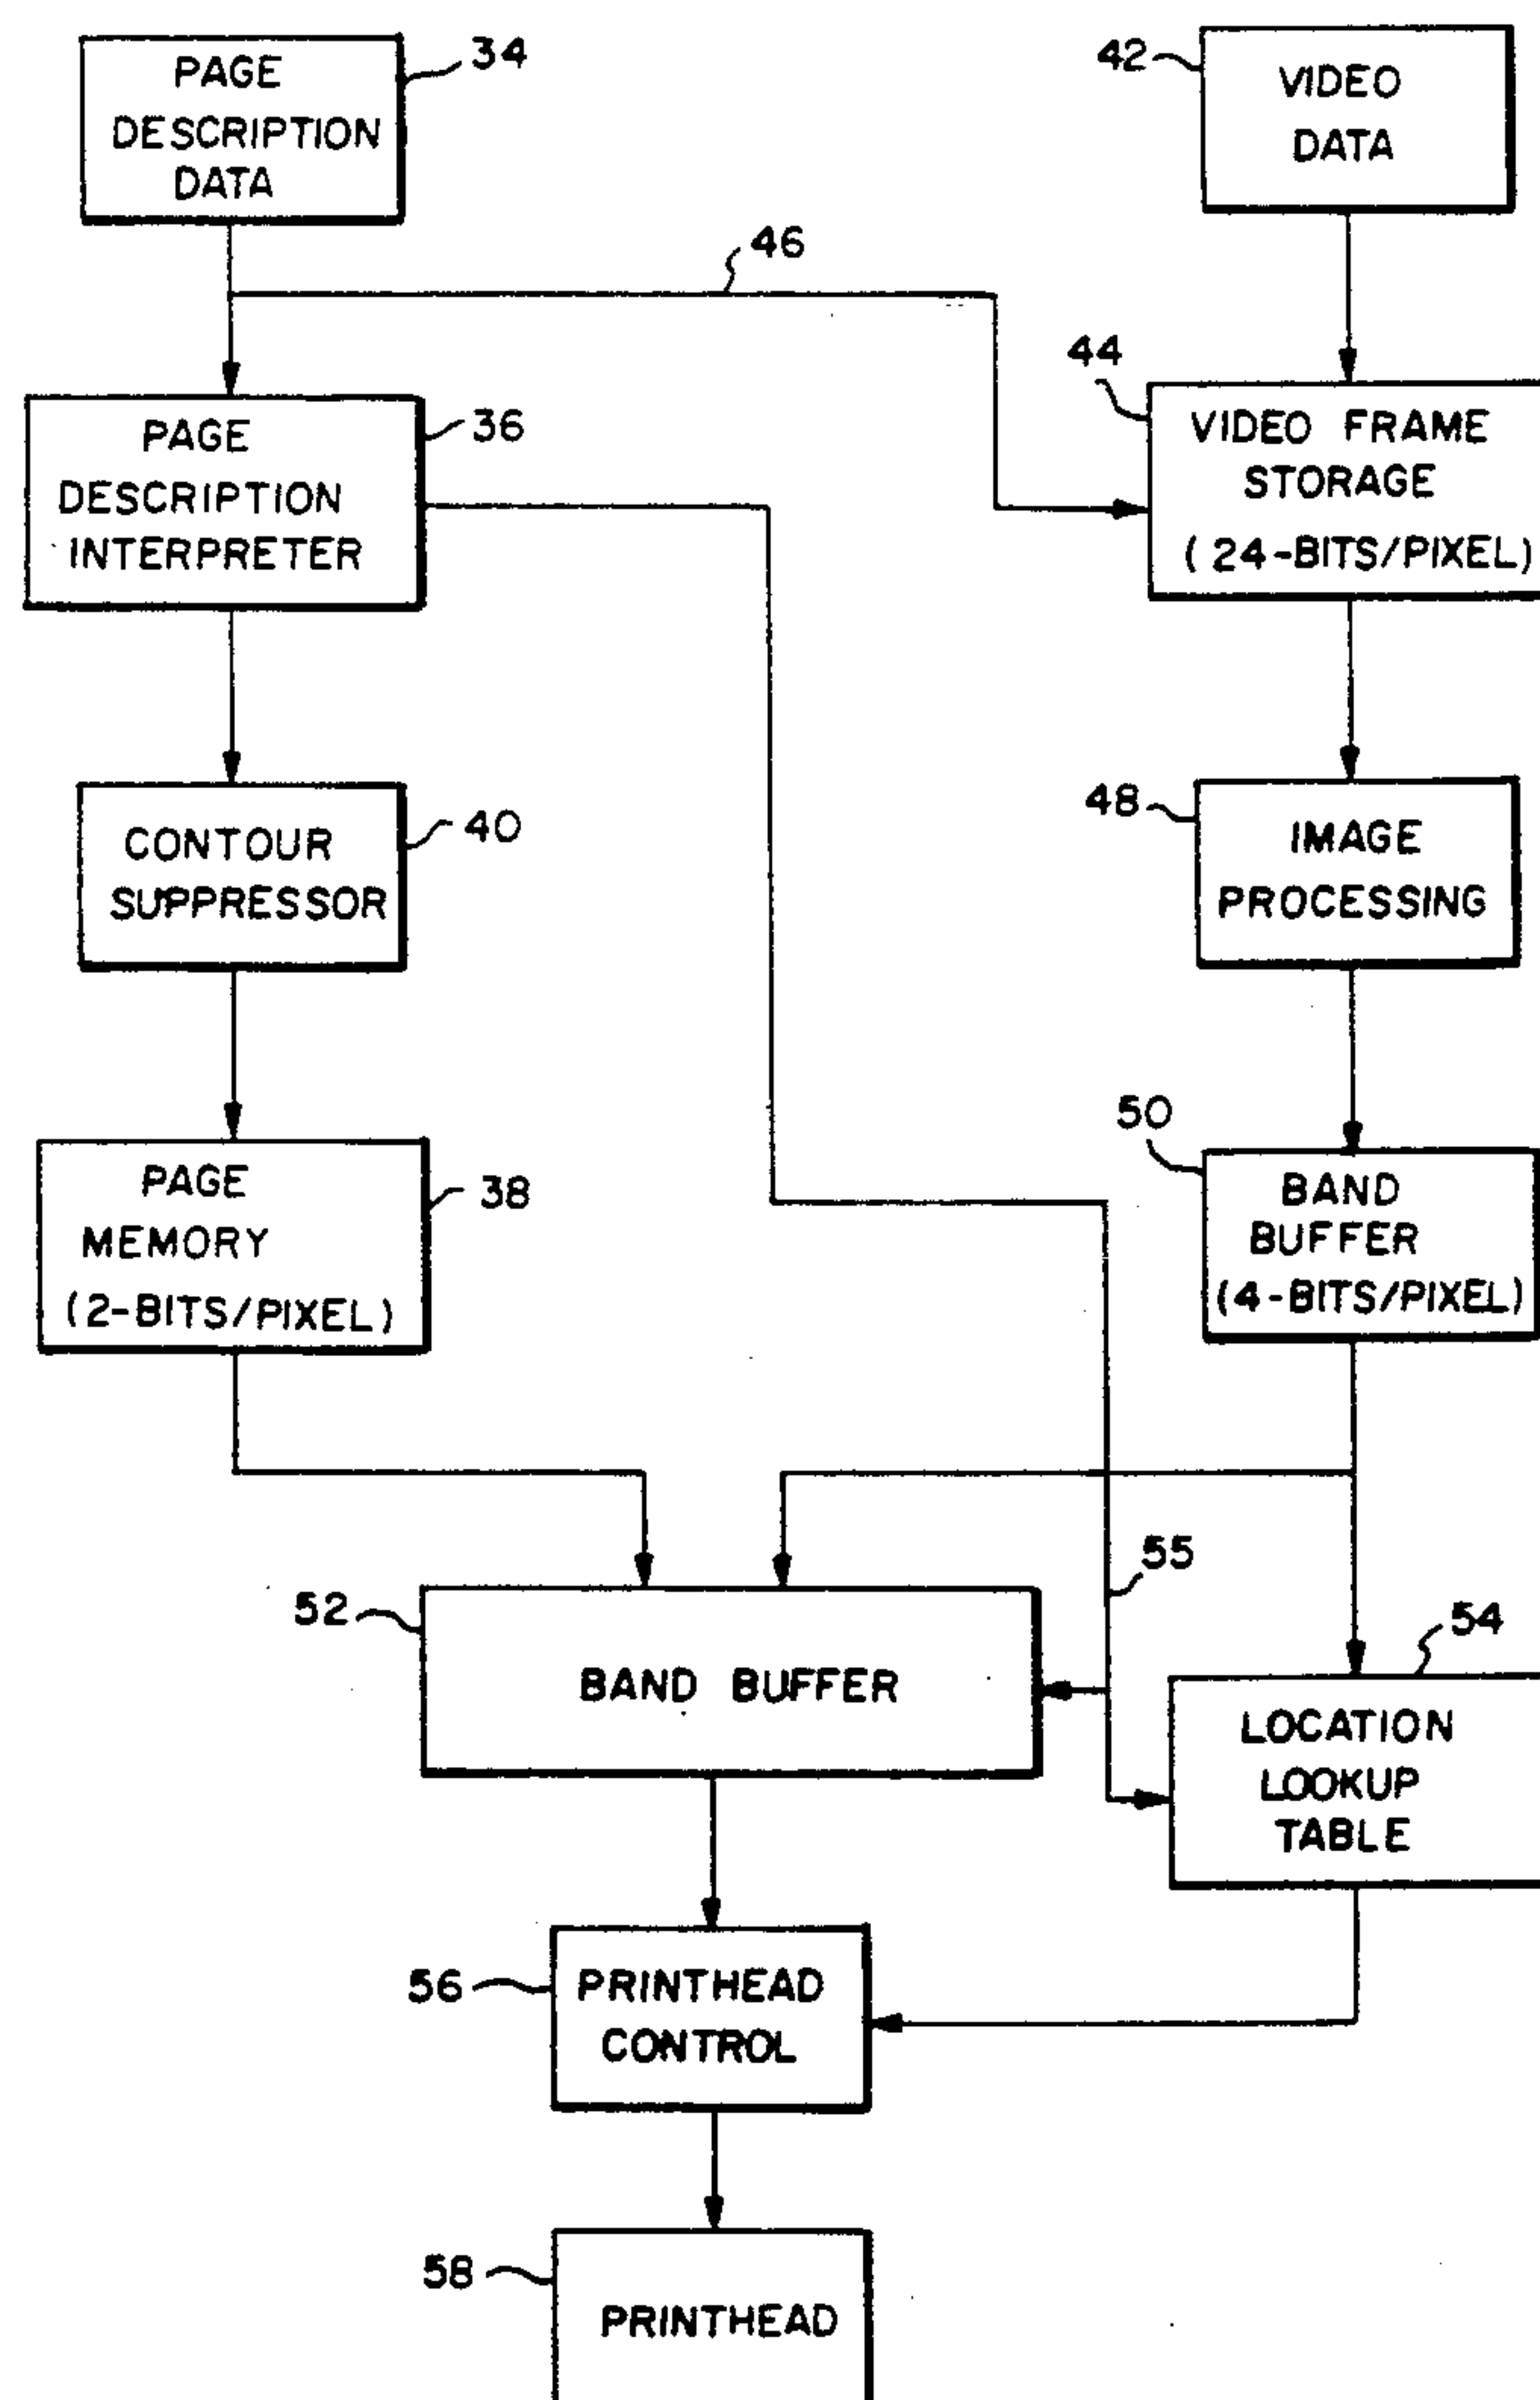 PAGE
DESCRIPTION
DATA
34
42
VIDEO
DATA
46
PAGE
DESCRIPTION
INTERPRETER
36
44
VIDEO FRAME
STORAGE
(24-BITS/PIXEL)
CONTOUR
SUPPRESSOR
40
48
IMAGE
PROCESSING
PAGE
MEMORY
(2-BITS/PIXEL)
38
50
BAND
BUFFER
(4-BITS/PIXEL)
52
BAND BUFFER
55
54
LOCATION
LOOKUP
TABLE
56
PRINTHEAD
CONTROL
58
PRINTHEAD